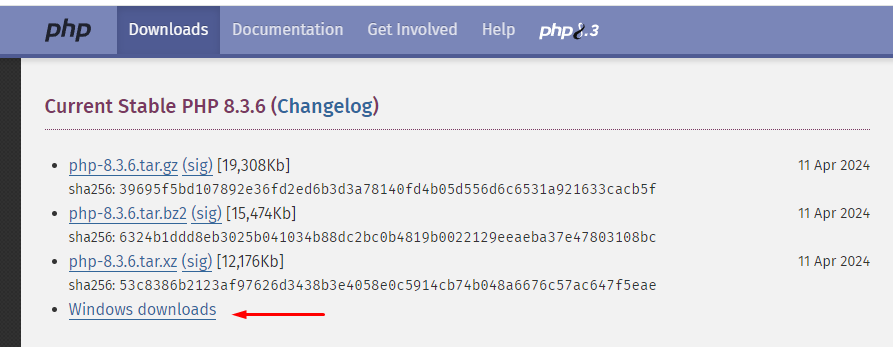 php Downloads Documentation Get Involved Help php8.3
Current Stable PHP 8.3.6 (Changelog)
php-8.3.6.tar.gz (sig) [19,308Kb] 11 Apr 2024
sha256: 39695f5bd107892e36fd2ed6b3d3a78140fd4b05d556d6c6531a921633cacb5f
php-8.3.6.tar.bz2 (sig) [15,474Kb] 11 Apr 2024
sha256: 6324b1ddd8eb3025b041034b88dc2bc0b4819b0022129eeaeba37e47803108bc
php-8.3.6.tar.xz (sig) [12,176Kb] 11 Apr 2024
sha256: 53c8386b2123af97626d3438b3e4058e0c5914cb74b048a6676c57ac647f5eae
Windows downloads